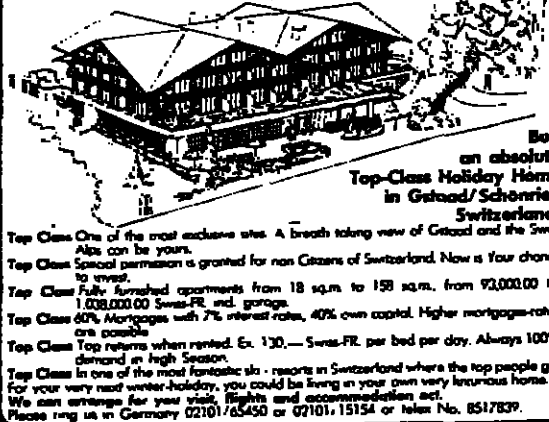 an absolut
Top-Class Holiday Hom
in Gstaad/Schönrie
Switzerland
Top Class One of the most exclusive sites. A breath taking view of Gstaad and the Swi
Alps can be yours.
Top Class Special permission is granted for non Citizens of Switzerland. Now is Your chan
to invest.
Top Class Fully furnished apartments from 18 sq.m. to 158 sq.m., from 93,000.00
1,038,000.00 Swiss-FR. incl. garage.
Top Class 60% Mortgages with 7% interest rates, 40% own capital. Higher mortgages-rat
are possible
Top Class Top returns when rented. Ex. 130,— Swiss-FR. per bed per day. Always 100
demand in high Season.
Top Class In one of the most fantastic ski - resorts in Switzerland where the top people g
For your very next winter-holiday, you could be living in your own very luxurious home.
We can arrange for you visit, flights and accommodation act.
Please ring us in Germany 02101/65450 or 02101/15154 or telex No. 8517839.